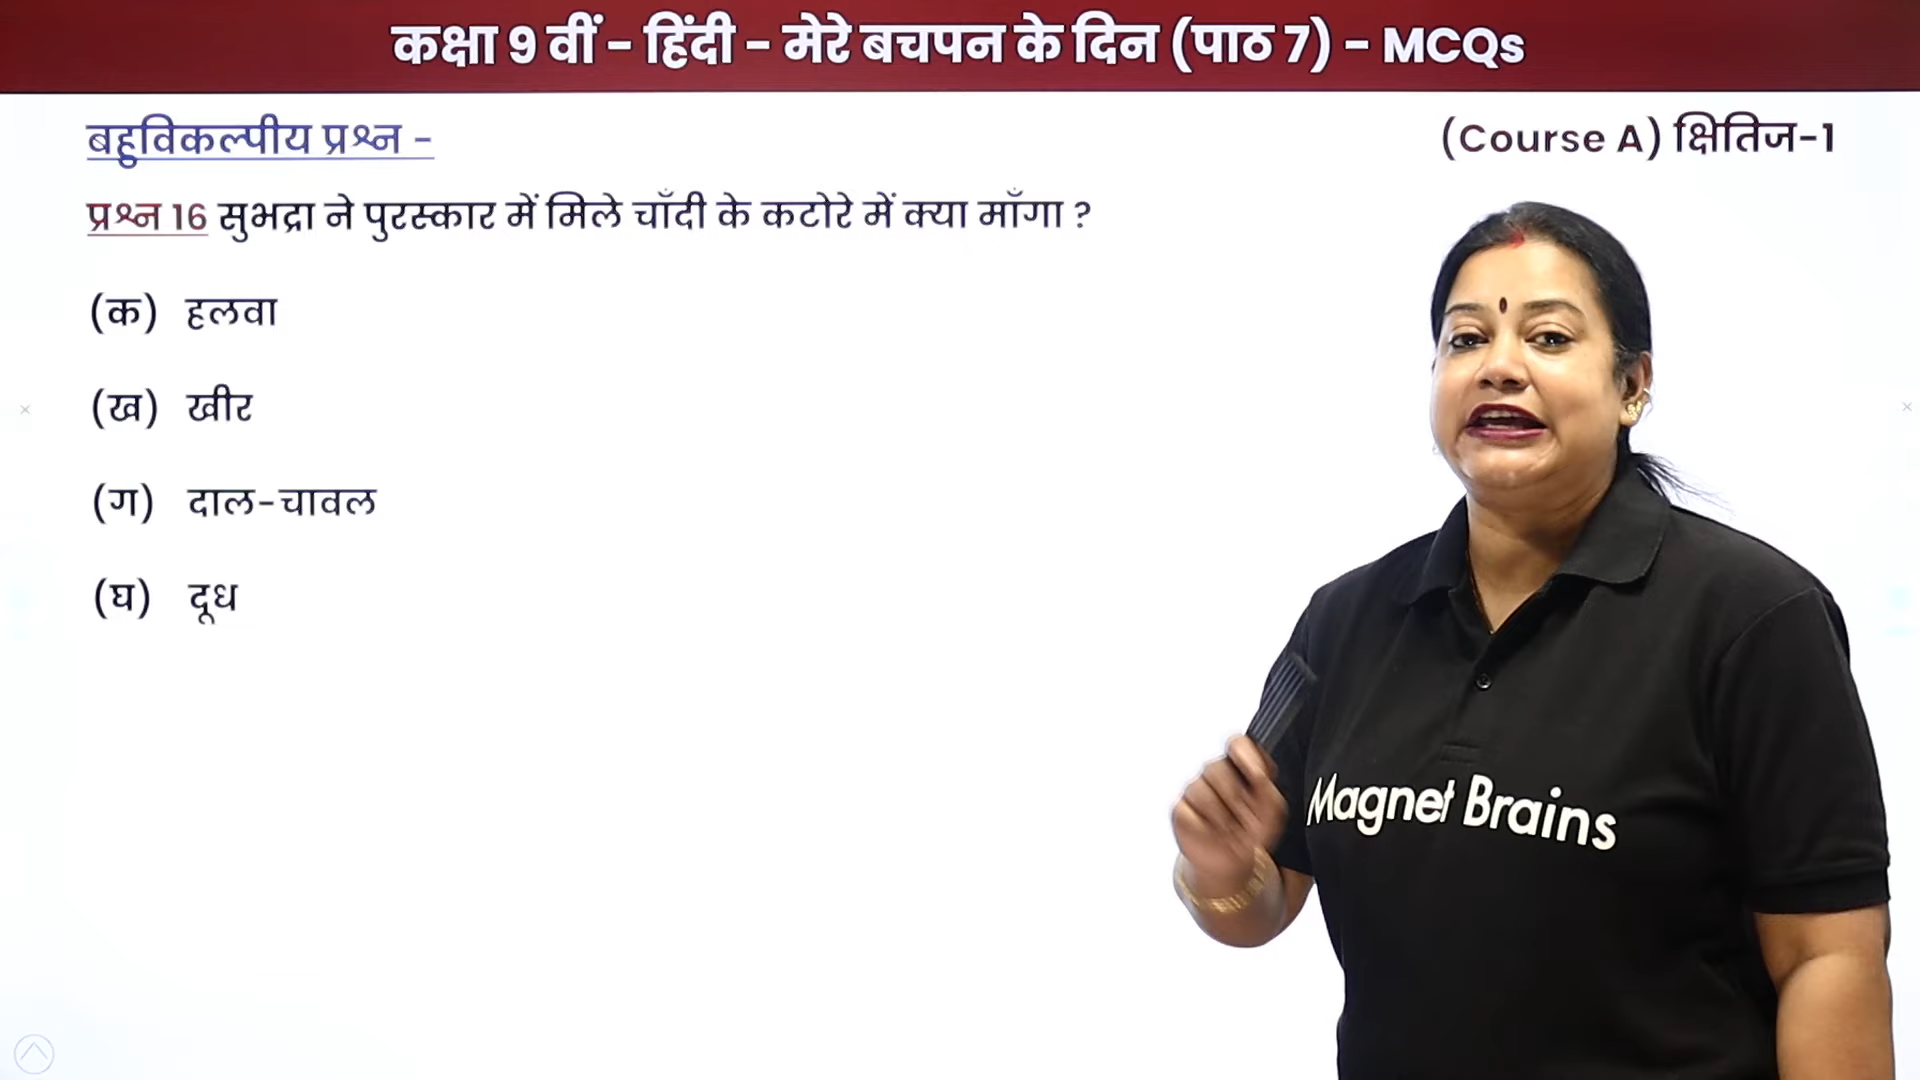 कक्षा 9 वीं - हिंदी - मेरे बचपन के दिन (पाठ 7) - MCQs
बहुविकल्पीय प्रश्न -
(Course A) क्षितिज-1
प्रश्न 16 सुभद्रा ने पुरस्कार में मिले चाँदी के कटोरे में क्या माँगा ?
(क) हलवा
(ख) खीर
(ग) दाल-चावल
(घ) दूध
Magnet Brains